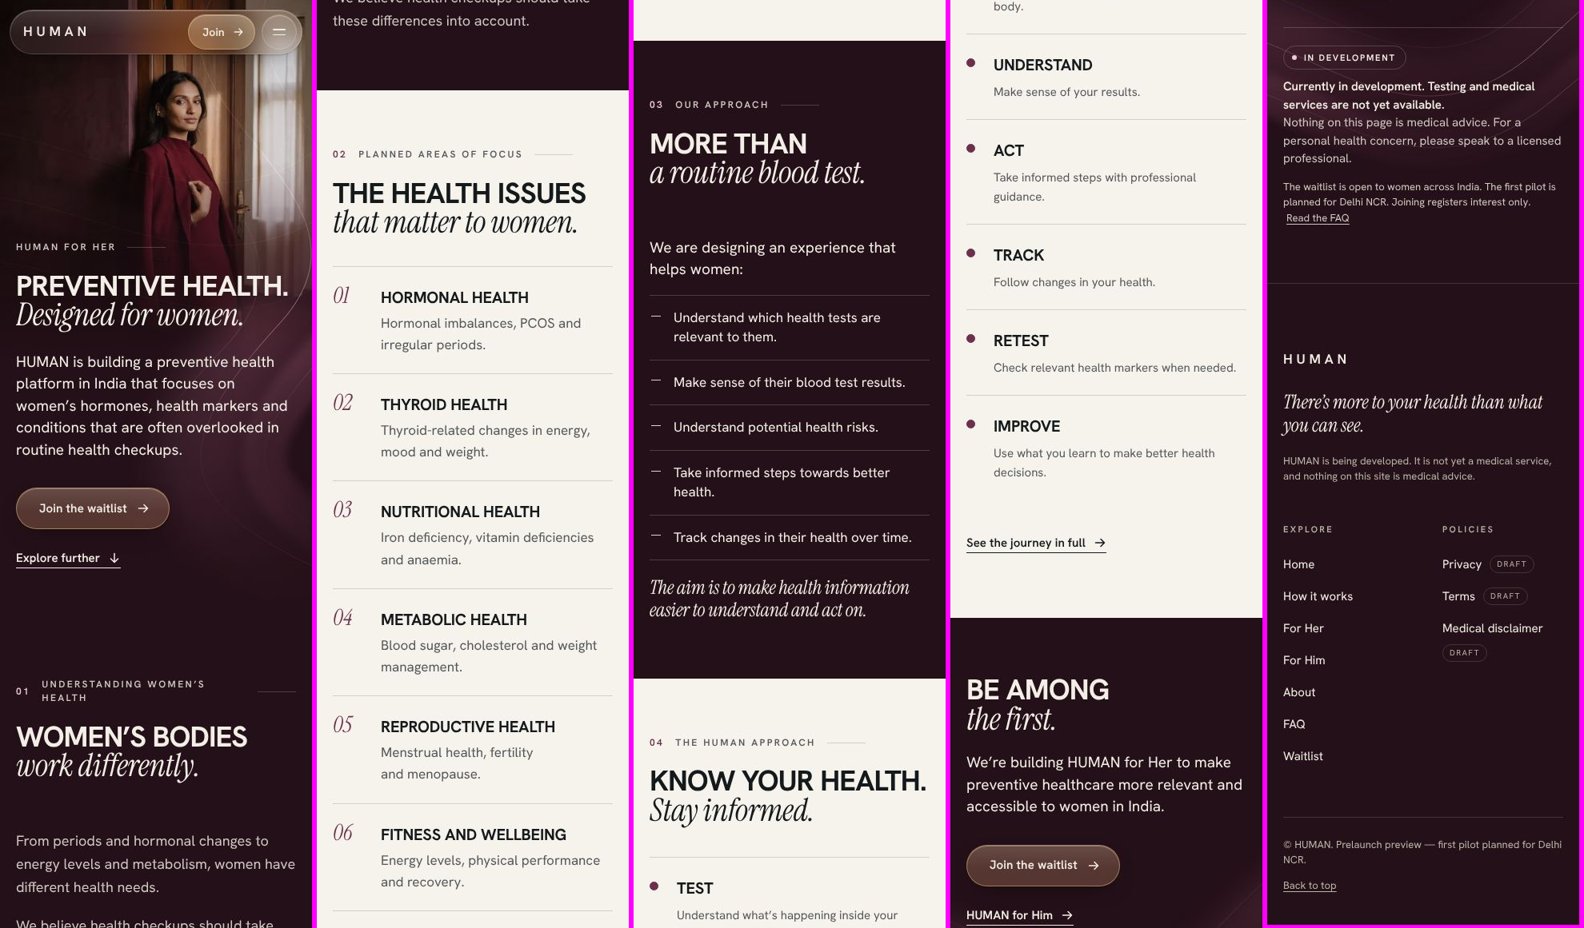 HUMAN
Join →
HUMAN FOR HER
PREVENTIVE HEALTH.
Designed for women.
HUMAN is building a preventive health
platform in India that focuses on
women’s hormones, health markers and
conditions that are often overlooked in
routine health checkups.
Join the waitlist →
Explore further ↓
01 UNDERSTANDING WOMEN’S
HEALTH
WOMEN’S BODIES
work differently.
From periods and hormonal changes to
energy levels and metabolism, women have
different health needs.
We believe health checkups should take
We believe health checkups should take
these differences into account.
02 PLANNED AREAS OF FOCUS
THE HEALTH ISSUES
that matter to women.
01 HORMONAL HEALTH
Hormonal imbalances, PCOS and
irregular periods.
02 THYROID HEALTH
Thyroid-related changes in energy,
mood and weight.
03 NUTRITIONAL HEALTH
Iron deficiency, vitamin deficiencies
and anaemia.
04 METABOLIC HEALTH
Blood sugar, cholesterol and weight
management.
05 REPRODUCTIVE HEALTH
Menstrual health, fertility
and menopause.
06 FITNESS AND WELLBEING
Energy levels, physical performance
and recovery.
03 OUR APPROACH
MORE THAN
a routine blood test.
We are designing an experience that
helps women:
— Understand which health tests are
relevant to them.
— Make sense of their blood test results.
— Understand potential health risks.
— Take informed steps towards better
health.
— Track changes in their health over time.
The aim is to make health information
easier to understand and act on.
04 THE HUMAN APPROACH
KNOW YOUR HEALTH.
Stay informed.
TEST
Understand what’s happening inside your
body.
UNDERSTAND
Make sense of your results.
ACT
Take informed steps with professional
guidance.
TRACK
Follow changes in your health.
RETEST
Check relevant health markers when needed.
IMPROVE
Use what you learn to make better health
decisions.
See the journey in full →
BE AMONG
the first.
We’re building HUMAN for Her to make
preventive healthcare more relevant and
accessible to women in India.
Join the waitlist →
HUMAN for Him →
IN DEVELOPMENT
Currently in development. Testing and medical
services are not yet available.
Nothing on this page is medical advice. For a
personal health concern, please speak to a licensed
professional.
The waitlist is open to women across India. The first pilot is
planned for Delhi NCR. Joining registers interest only.
Read the FAQ
HUMAN
There’s more to your health than what
you can see.
HUMAN is being developed. It is not yet a medical service,
and nothing on this site is medical advice.
EXPLORE
Home
How it works
For Her
For Him
About
FAQ
Waitlist
POLICIES
Privacy DRAFT
Terms DRAFT
Medical disclaimer
DRAFT
© HUMAN. Prelaunch preview — first pilot planned for Delhi
NCR.
Back to top